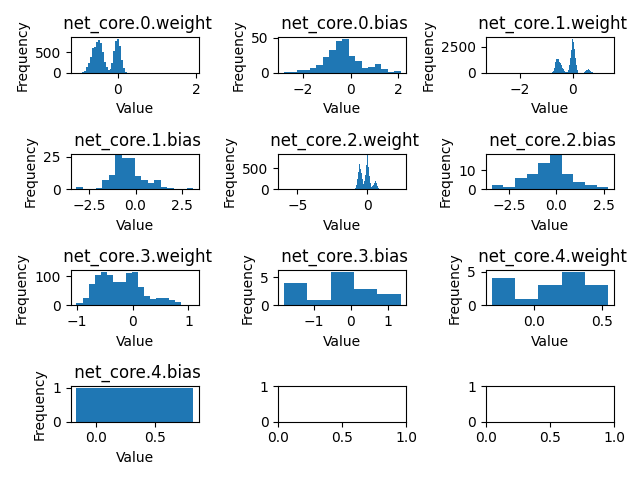 net_core.0.weight net_core.0.bias net_core.1.weight
Frequency 500 0 0 2 Value
Frequency 50 0 −2 0 2 Value
Frequency 2500 0 −2 0 Value
net_core.1.bias net_core.2.weight net_core.2.bias
Frequency 25 0 −2.5 0.0 2.5 Value
Frequency 500 0 −5 0 Value
Frequency 10 0 −2.5 0.0 2.5 Value
net_core.3.weight net_core.3.bias net_core.4.weight
Frequency 100 0 −1 0 1 Value
Frequency 5 0 −1 0 1 Value
Frequency 5 0 0.0 0.5 Value
net_core.4.bias
Frequency 1 0 0.0 0.5 Value
1 0 0.0 0.5 1.0
1 0 0.0 0.5 1.0